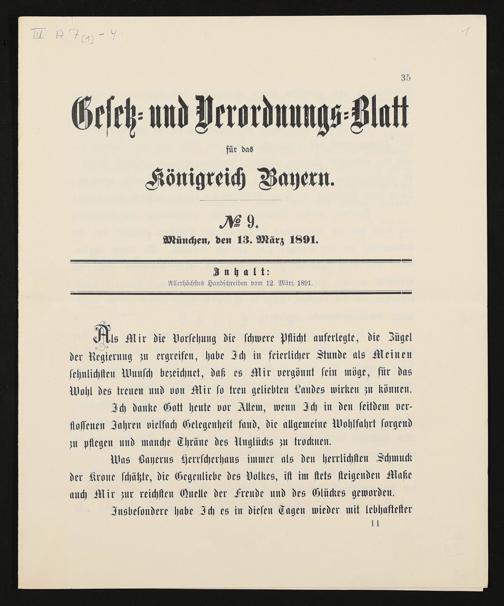 III A 7(1) - 4.
1
35
Gesetz- und Verordnungs-Blatt
für das
Königreich Bayern.
№ 9.
München, den 13. März 1891.
Inhalt:
Allerhöchstes Handschreiben vom 12. März 1891.
Als Mir die Vorsehung die schwere Pflicht auferlegte, die Zügel
der Regierung zu ergreifen, habe Ich in feierlicher Stunde als Meinen
sehnlichsten Wunsch bezeichnet, daß es Mir vergönnt sein möge, für das
Wohl des treuen und von Mir so treu geliebten Landes wirken zu können.
Ich danke Gott heute vor Allem, wenn Ich in den seitdem ver-
flossenen Jahren vielfach Gelegenheit fand, die allgemeine Wohlfahrt sorgend
zu pflegen und manche Thräne des Unglücks zu trocknen.
Was Bayerns Herrscherhaus immer als den herrlichsten Schmuck
der Krone schätzte, die Gegenliebe des Volkes, ist im stets steigenden Maße
auch Mir zur reichsten Quelle der Freude und des Glückes geworden.
Insbesondere habe Ich es in diesen Tagen wieder mit lebhaftester
11